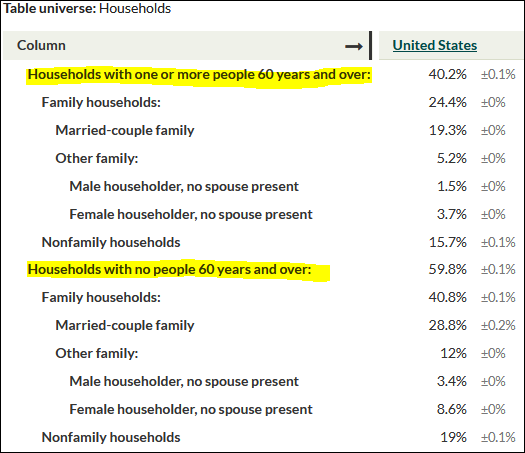 Table universe: Households
Column → United States
Households with one or more people 60 years and over: 40.2% ±0.1%
Family households: 24.4% ±0%
Married-couple family 19.3% ±0%
Other family: 5.2% ±0%
Male householder, no spouse present 1.5% ±0%
Female householder, no spouse present 3.7% ±0%
Nonfamily households 15.7% ±0.1%
Households with no people 60 years and over: 59.8% ±0.1%
Family households: 40.8% ±0.1%
Married-couple family 28.8% ±0.2%
Other family: 12% ±0%
Male householder, no spouse present 3.4% ±0%
Female householder, no spouse present 8.6% ±0%
Nonfamily households 19% ±0.1%